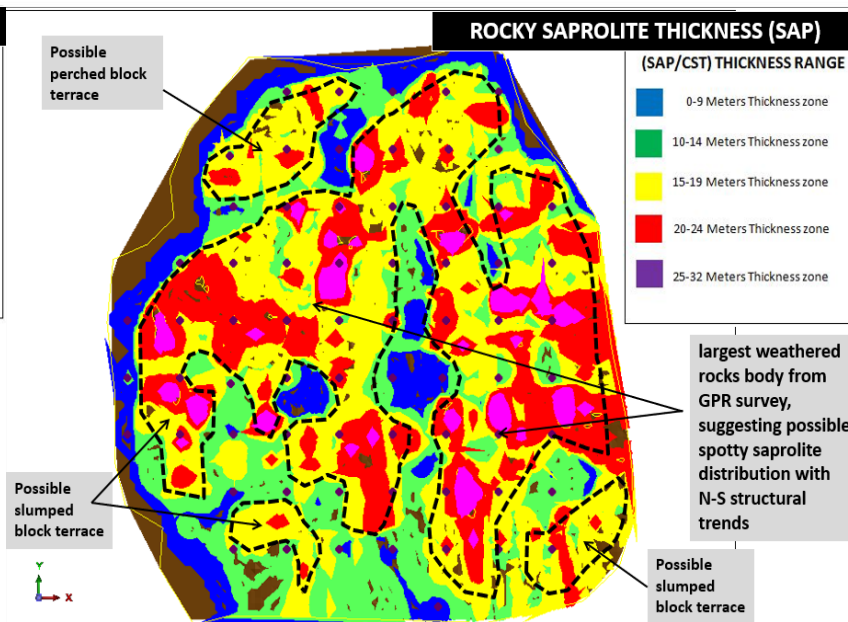 ROCKY SAPROLITE THICKNESS (SAP)
(SAP/CST) THICKNESS RANGE
0-9 Meters Thickness zone
10-14 Meters Thickness zone
15-19 Meters Thickness zone
20-24 Meters Thickness zone
25-32 Meters Thickness zone
Possible
perched block
terrace
largest weathered
rocks body from
GPR survey,
suggesting possible
spotty saprolite
distribution with
N-S structural
trends
Possible
slumped
block terrace
Possible
slumped
block terrace
Y
X